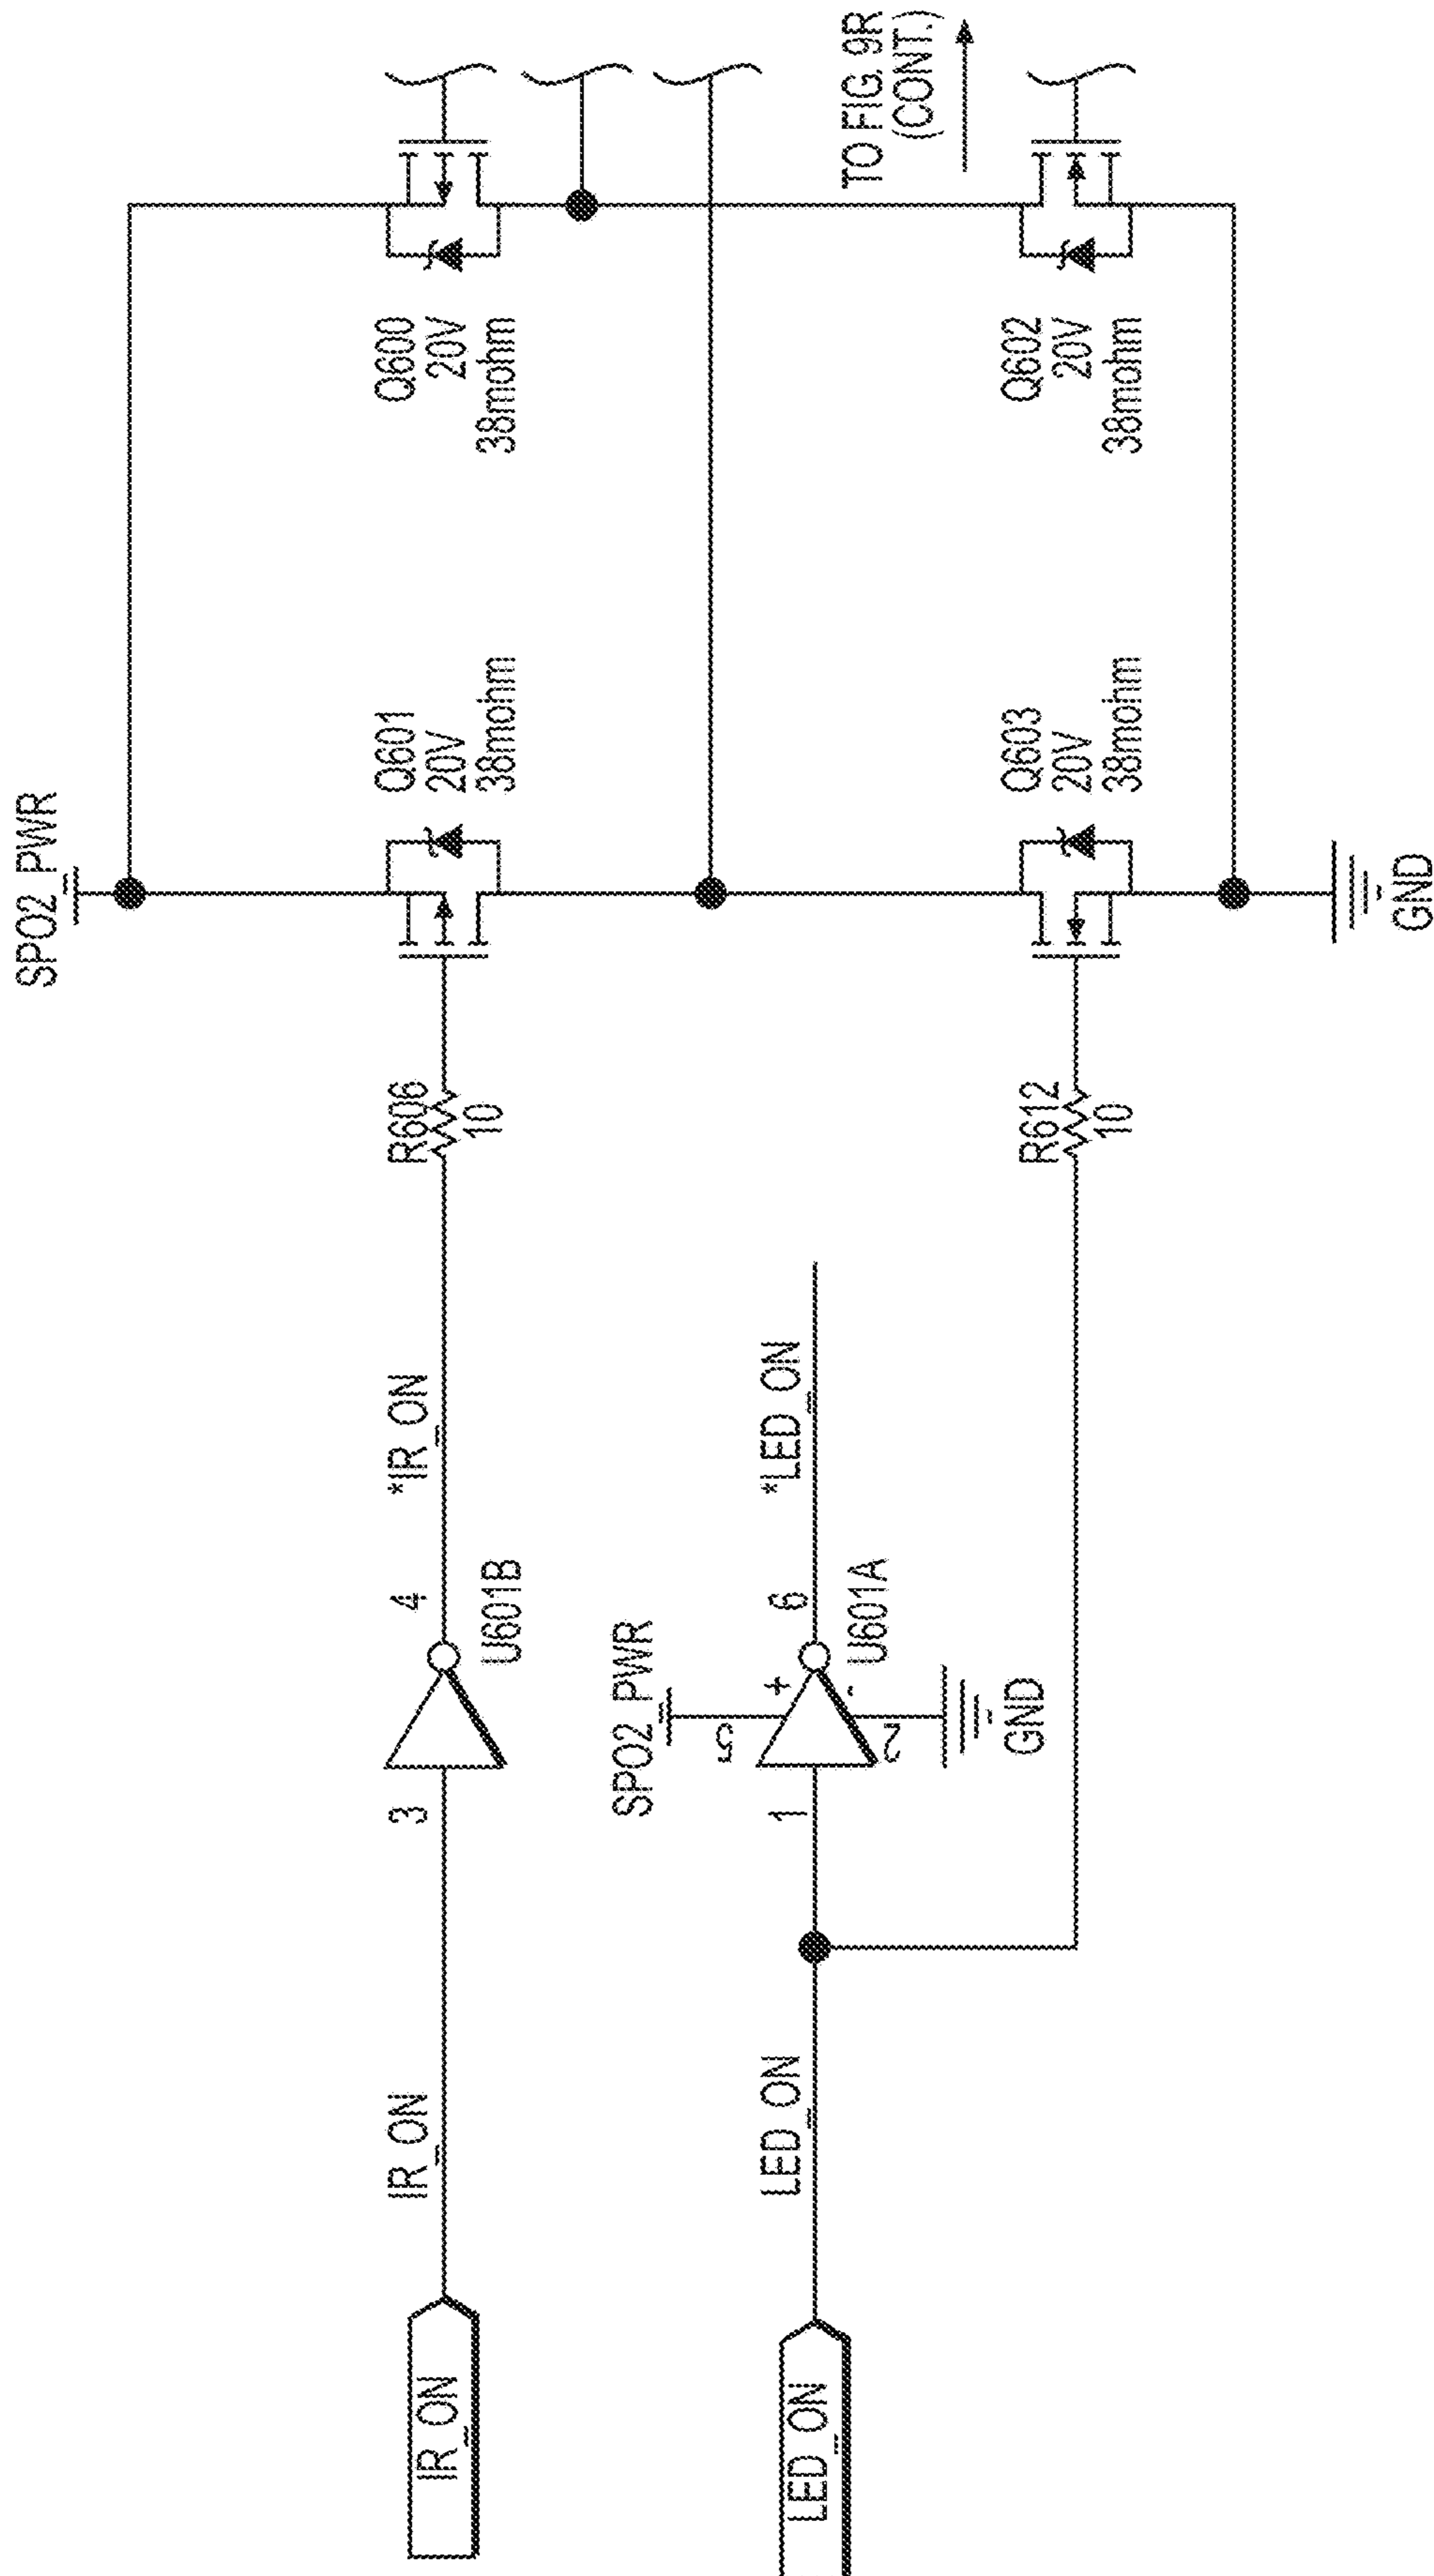 SPO2_PWR
Q601
20V
38mohm
Q600
20V
38mohm
IR_ON
IR_ON
3
4
U601B
*IR_ON
R606
10
SPO2_PWR
5
LED_ON
LED_ON
1
+
-
6
U601A
*LED_ON
2
GND
TO FIG. 9R
(CONT.)
R612
10
Q603
20V
38mohm
Q602
20V
38mohm
GND